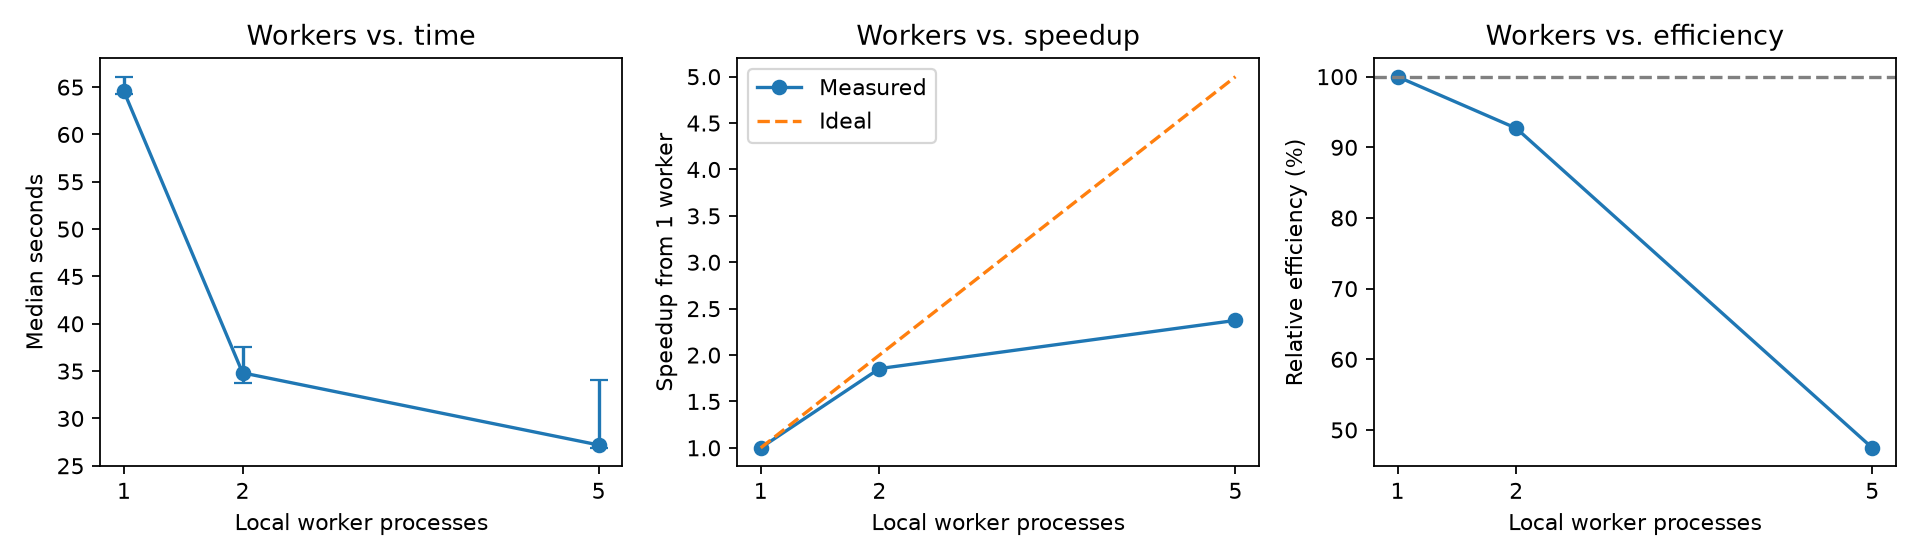 Workers vs. time
65
60
55
50
45
40
35
30
25
Median seconds
1 2 5
Local worker processes
Workers vs. speedup
Measured
Ideal
5.0
4.5
4.0
3.5
3.0
2.5
2.0
1.5
1.0
Speedup from 1 worker
1 2 5
Local worker processes
Workers vs. efficiency
100
90
80
70
60
50
Relative efficiency (%)
1 2 5
Local worker processes